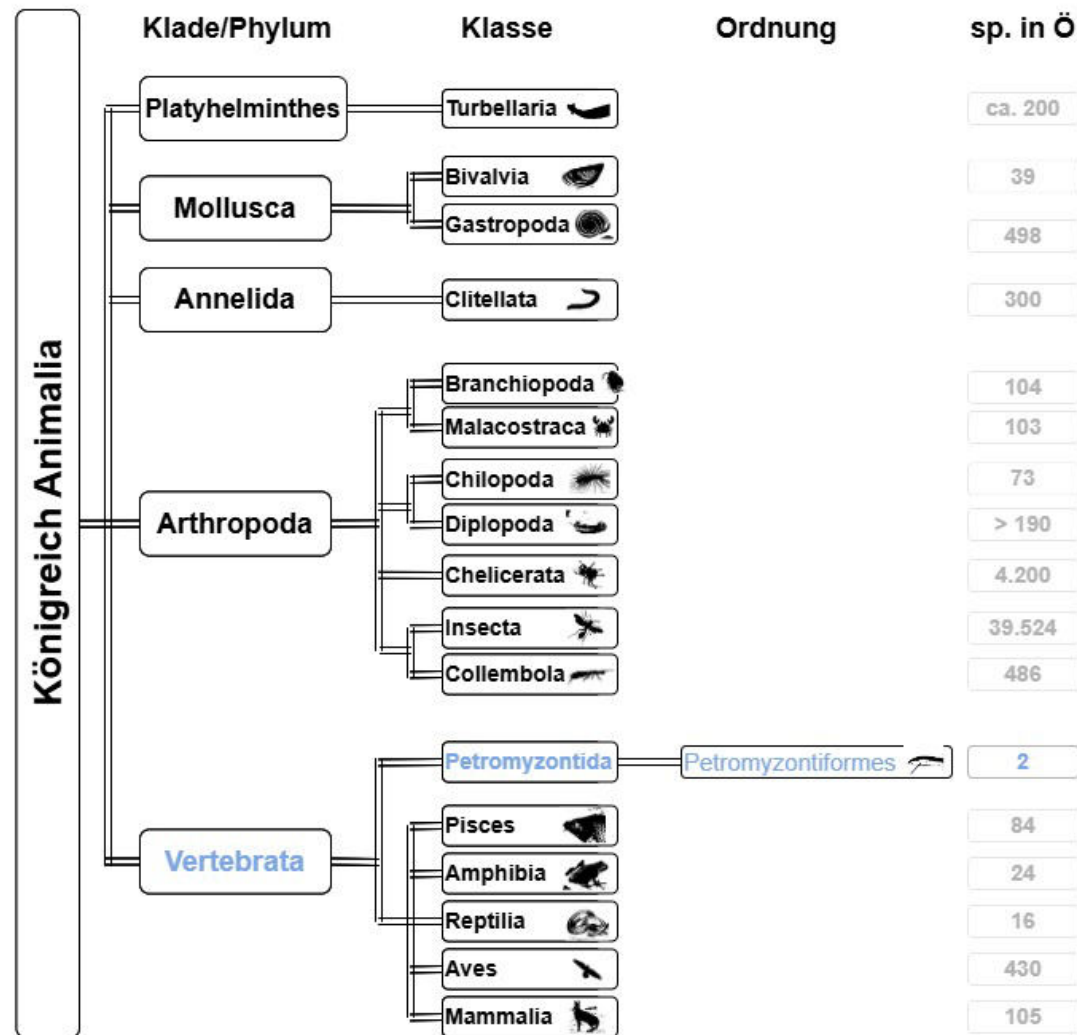 Klade/Phylum Klasse Ordnung sp. in Ö
Königreich Animalia
Platyhelminthes Turbellaria ca. 200
Mollusca
Bivalvia 39
Gastropoda 498
Annelida Clitellata 300
Arthropoda
Branchiopoda 104
Malacostraca 103
Chilopoda 73
Diplopoda > 190
Chelicerata 4.200
Insecta 39.524
Collembola 486
Vertebrata
Petromyzontida Petromyzontiformes 2
Pisces 84
Amphibia 24
Reptilia 16
Aves 430
Mammalia 105